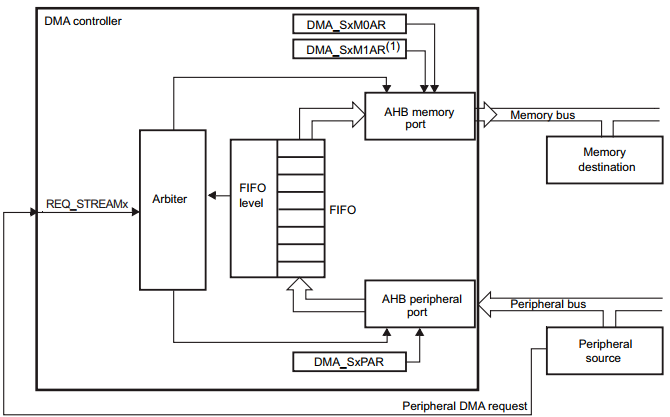 DMA controller
DMA_SxM0AR
DMA_SxM1AR(1)
AHB memory
port
Memory bus
Memory
destination
Arbiter
FIFO
level
FIFO
REQ_STREAMx
AHB peripheral
port
Peripheral bus
Peripheral
source
DMA_SxPAR
Peripheral DMA request